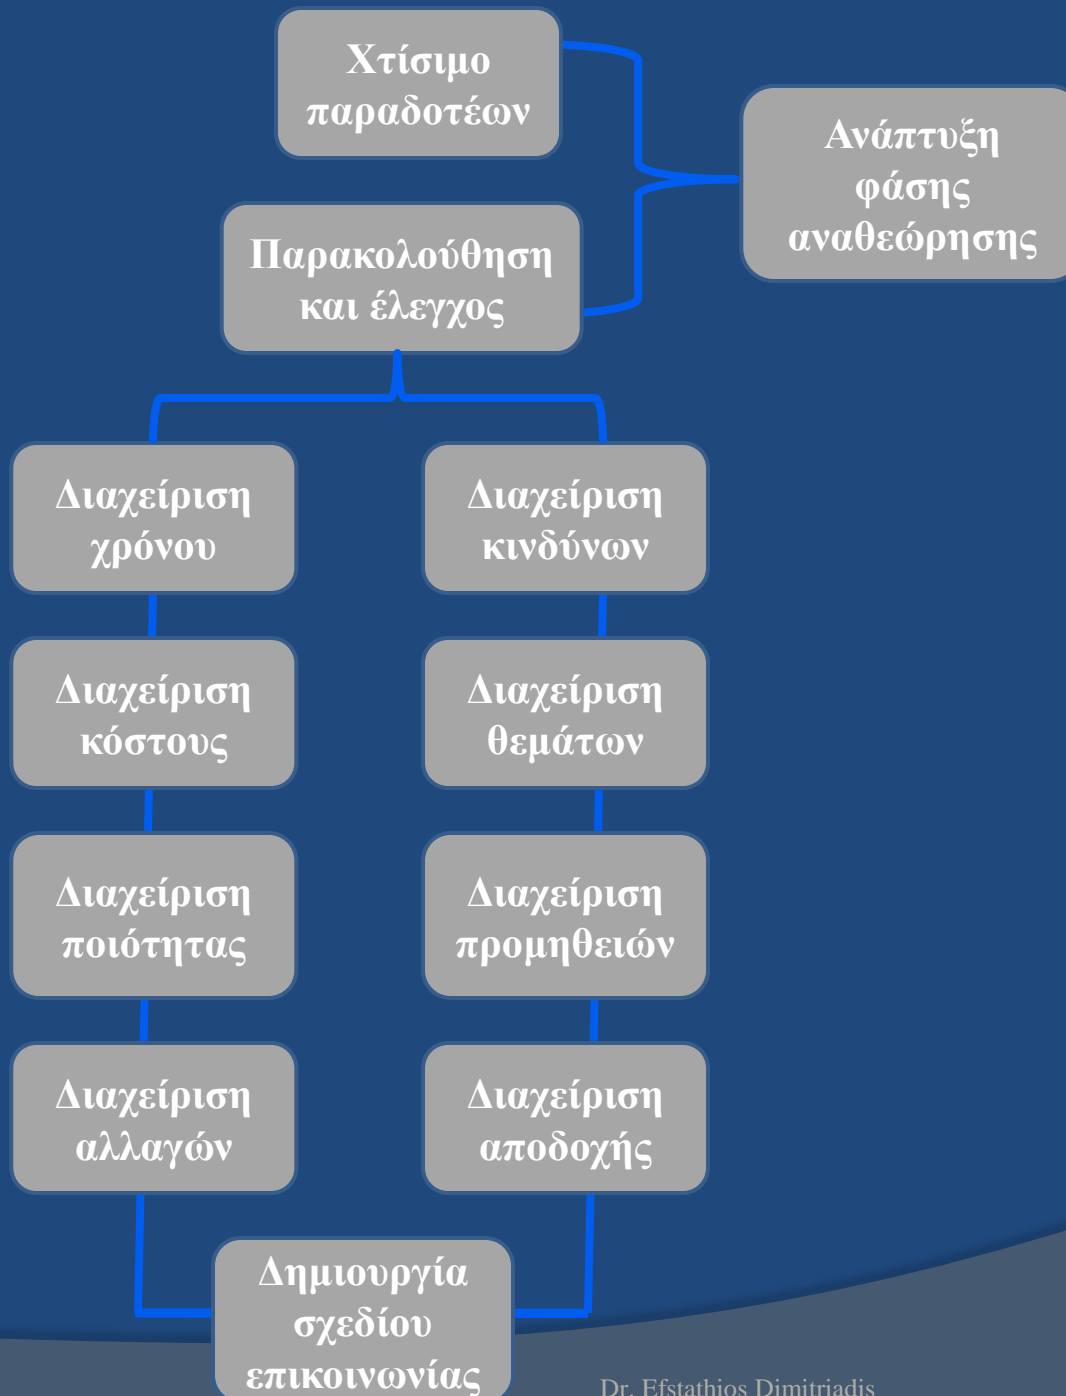 Χτίσιμο
παραδοτέων
Ανάπτυξη
φάσης
αναθεώρησης
Παρακολούθηση
και έλεγχος
Διαχείριση
χρόνου
Διαχείριση
κινδύνων
Διαχείριση
κόστους
Διαχείριση
θεμάτων
Διαχείριση
ποιότητας
Διαχείριση
προμηθειών
Διαχείριση
αλλαγών
Διαχείριση
αποδοχής
Δημιουργία
σχεδίου
επικοινωνίας
Dr. Efstathios Dimitriadis